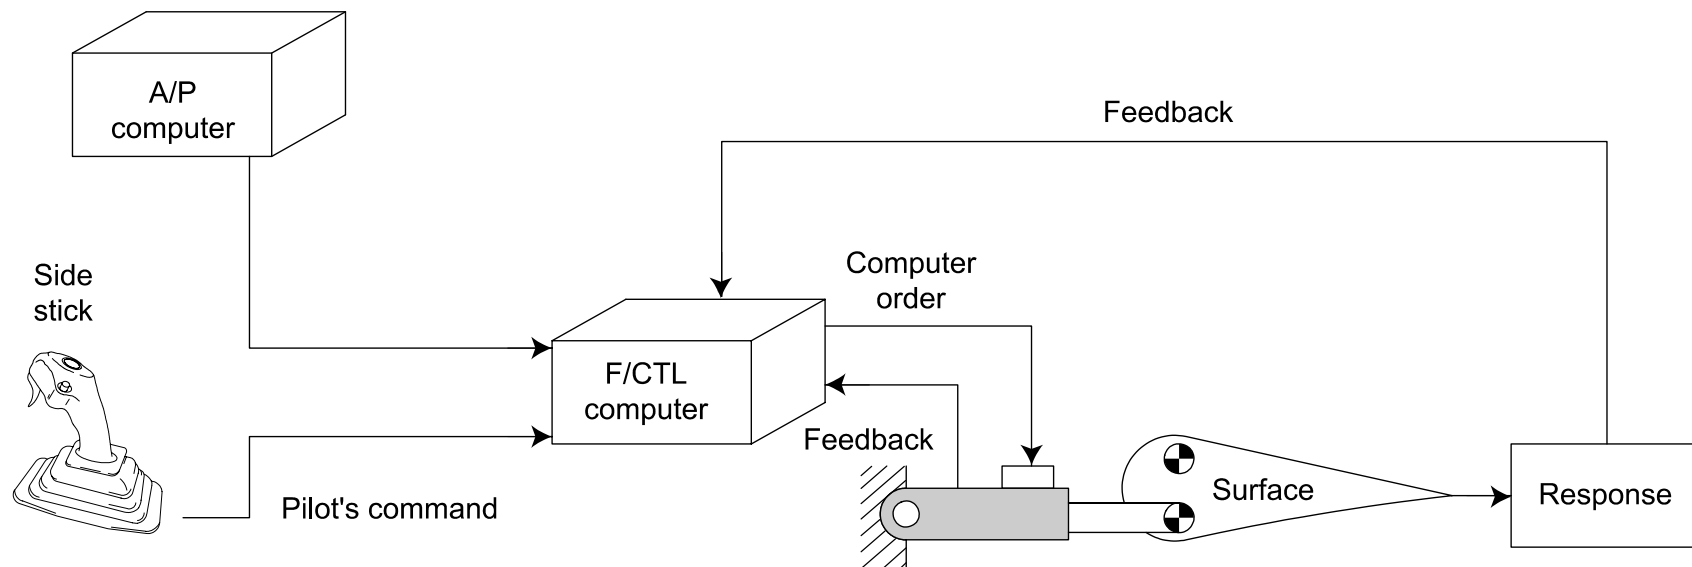 A/P
computer
Feedback
Side
stick
Computer
order
F/CTL
computer
Feedback
Pilot's command
Surface
Response